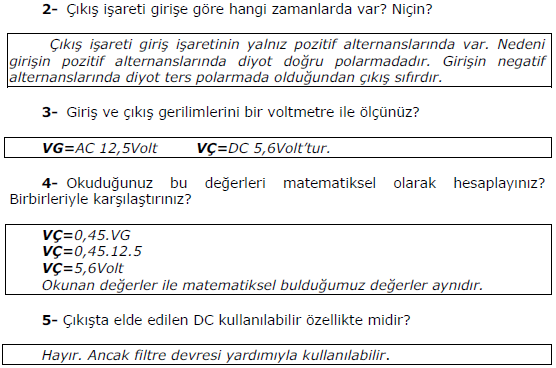 2- Çıkış işareti girişe göre hangi zamanlarda var? Niçin?
Çıkış işareti giriş işaretinin yalnız pozitif alternanslarında var. Nedeni
girişin pozitif alternanslarında diyot doğru polarmadadır. Girişin negatif
alternanslarında diyot ters polarmada olduğundan çıkış sıfırdır.
3- Giriş ve çıkış gerilimlerini bir voltmetre ile ölçünüz?
VG=AC 12,5Volt VÇ=DC 5,6Volt’tur.
4- Okuduğunuz bu değerleri matematiksel olarak hesaplayınız?
Birbirleriyle karşılaştırınız?
VÇ=0,45.VG
VÇ=0,45.12.5
VÇ=5,6Volt
Okunan değerler ile matematiksel bulduğumuz değerler aynıdır.
5- Çıkışta elde edilen DC kullanılabilir özellikte midir?
Hayır. Ancak filtre devresi yardımıyla kullanılabilir.